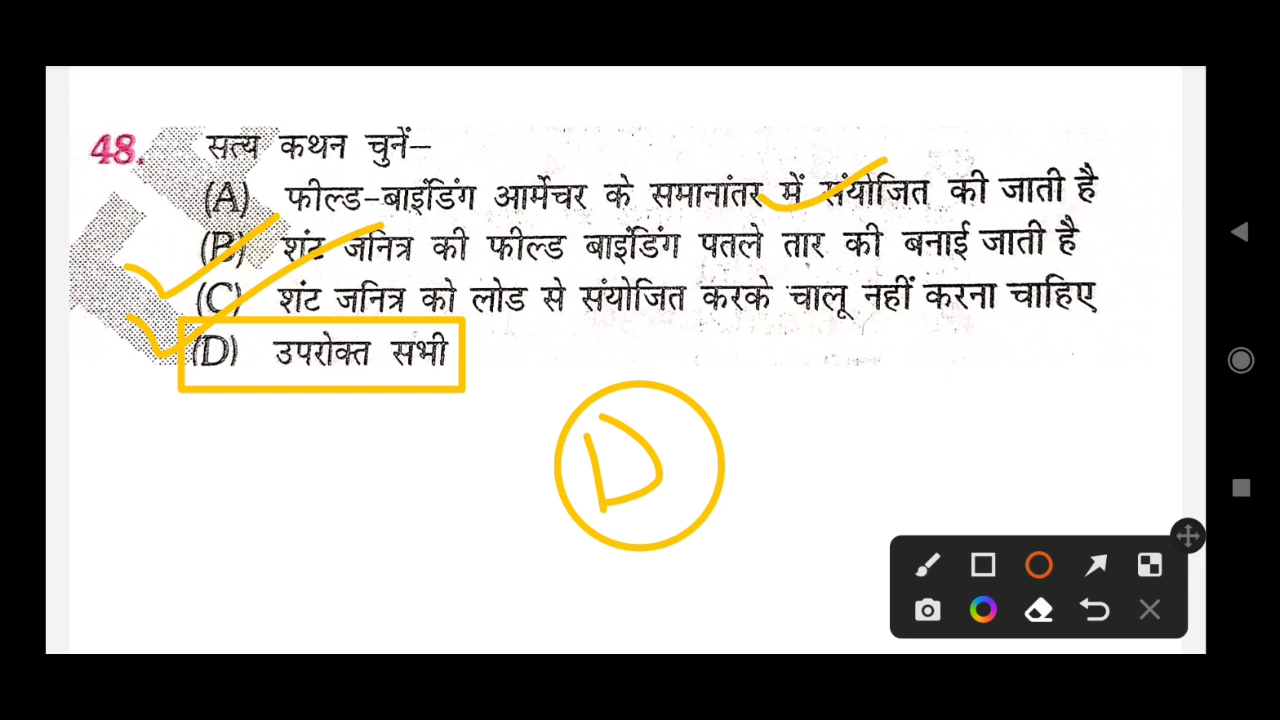 48. सत्य कथन चुनें–
(A) फील्ड-बाइंडिंग आर्मेचर के समानांतर में संयोजित की जाती है
(B) शंट जनित्र की फील्ड बाइंडिंग पतले तार की बनाई जाती है
(C) शंट जनित्र को लोड से संयोजित करके चालू नहीं करना चाहिए
(D) उपरोक्त सभी
D